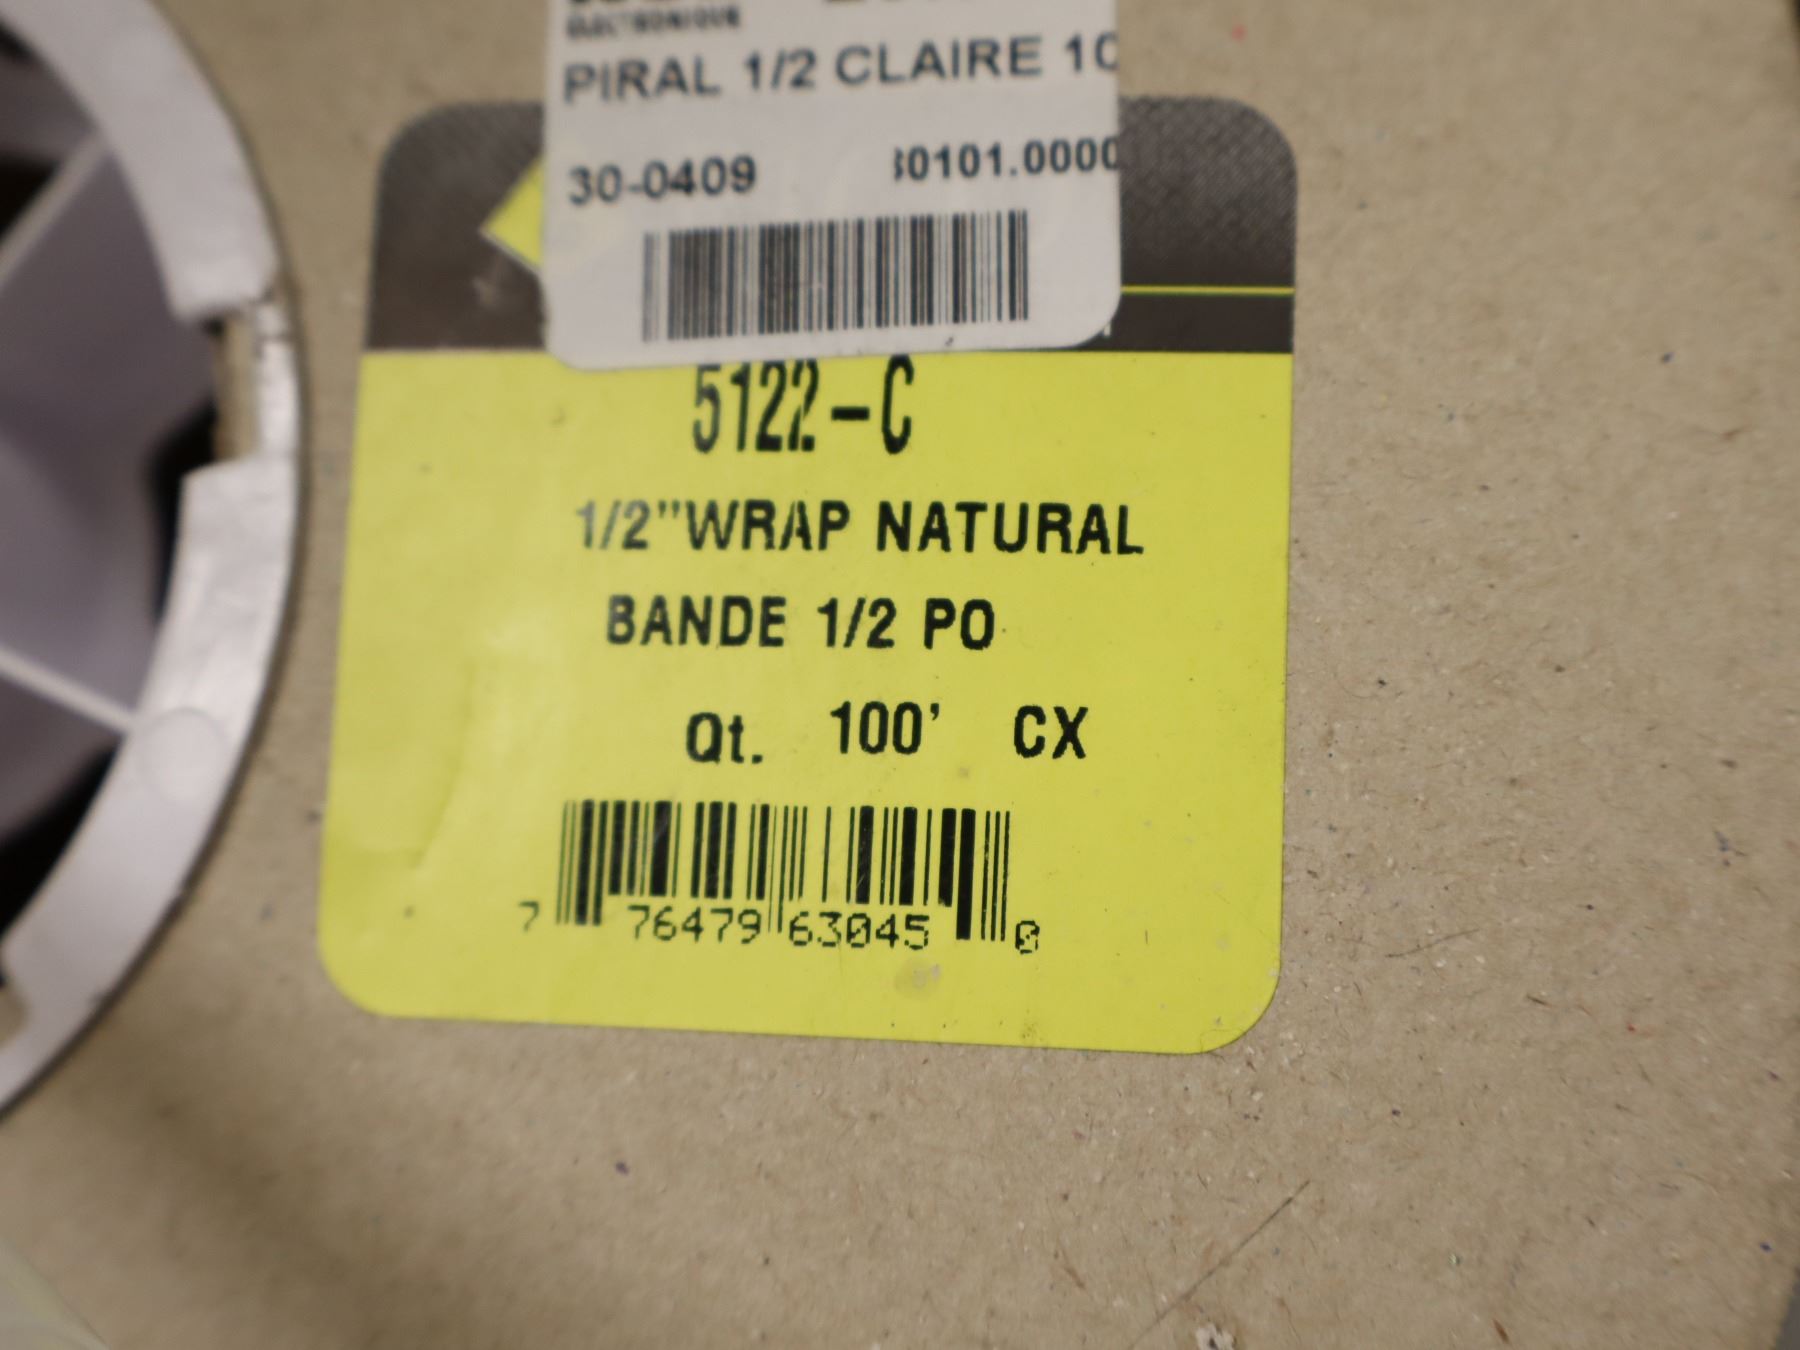 ÉLECTRONIQUE
PIRAL 1/2 CLAIRE 10
30-0409 30101.0000
5122-C
1/2"WRAP NATURAL
BANDE 1/2 PO
Qt. 100' CX
7 76479 63045 0